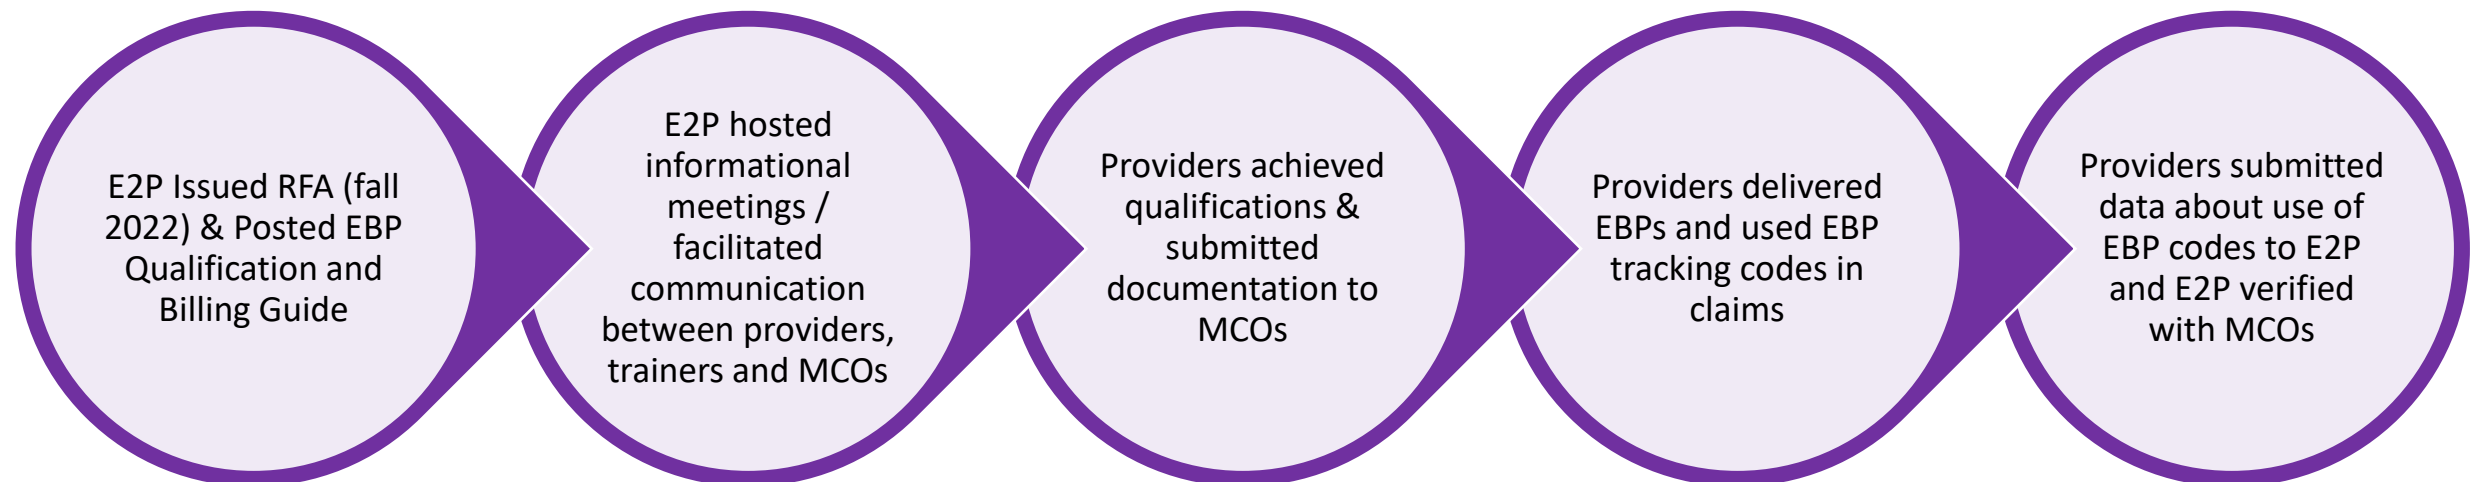 E2P Issued RFA (fall
2022) & Posted EBP
Qualification and
Billing Guide
E2P hosted
informational
meetings /
facilitated
communication
between providers,
trainers and MCOs
Providers achieved
qualifications &
submitted
documentation to
MCOs
Providers delivered
EBPs and used EBP
tracking codes in
claims
Providers submitted
data about use of
EBP codes to E2P
and E2P verified
with MCOs